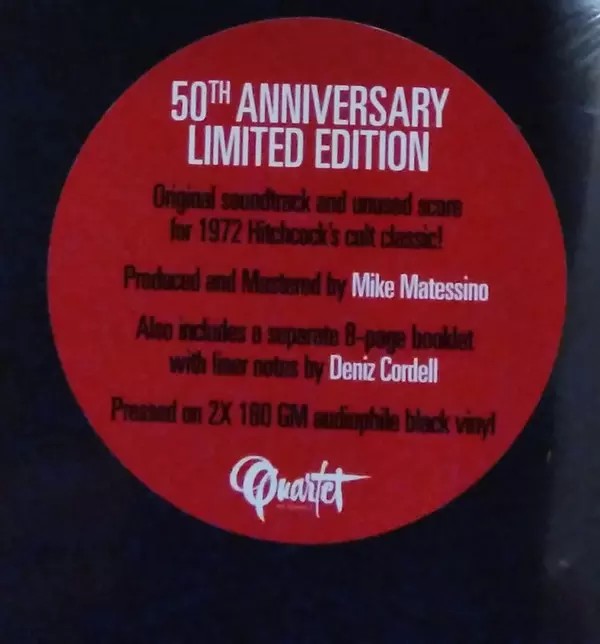 50TH ANNIVERSARY
LIMITED EDITION
Original soundtrack and unused score
for 1972 Hitchcock's cult classic!
Produced and Mastered by Mike Matessino
Also includes a separate 8-page booklet
with liner notes by Deniz Cordell
Pressed on 2X 180 GM audiophile black vinyl
Quartet